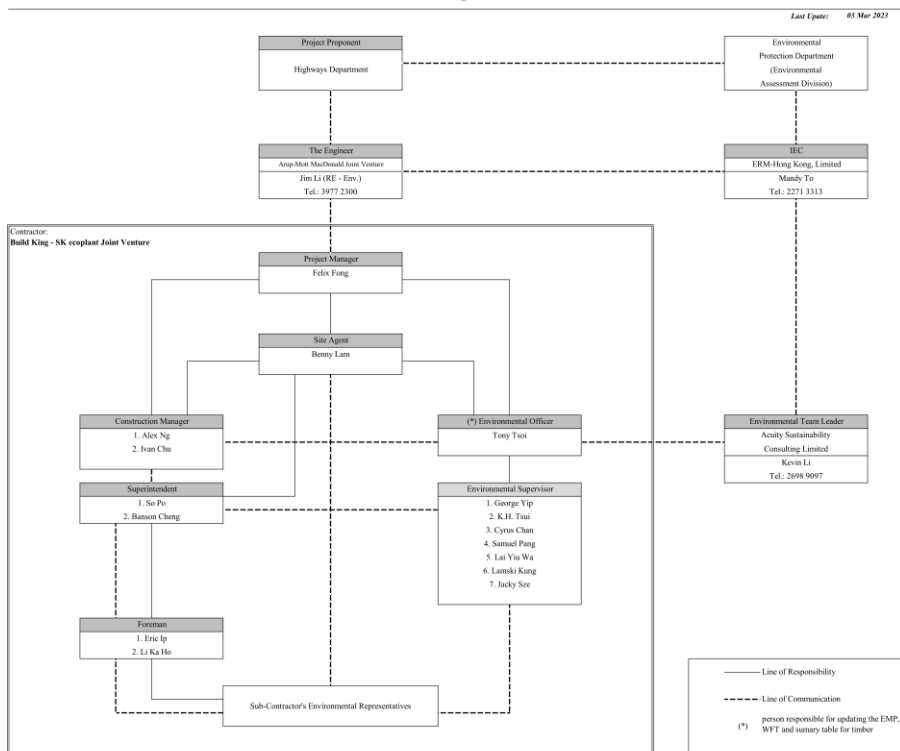 Last Upate: 03 Mar 2023
Project Proponent
Highways Department
Environmental
Protection Department
(Environmental
Assessment Division)
The Engineer
Arup-Mott MacDonald Joint Venture
Jim Li (RE - Env.)
Tel.: 3977 2300
IEC
ERM-Hong Kong, Limited
Mandy To
Tel.: 2271 3313
Contractor:
Build King - SK ecoplant Joint Venture
Project Manager
Felix Fong
Site Agent
Benny Lam
Construction Manager
1. Alex Ng
2. Ivan Chu
(*) Environmental Officer
Tony Tsoi
Environmental Team Leader
Acuity Sustainability
Consulting Limited
Kevin Li
Tel.: 2698 9097
Superintendent
1. So Po
2. Banson Cheng
Environmental Supervisor
1. George Yip
2. K.H. Tsui
3. Cyrus Chan
4. Samuel Pang
5. Lai Yiu Wa
6. Lamski Kung
7. Jacky Sze
Foreman
1. Eric Ip
2. Li Ka Ho
Sub-Contractor's Environmental Representatives
Line of Responsibility
Line of Communication
(*) person responsible for updating the EMP,
WFT and sumary table for timber